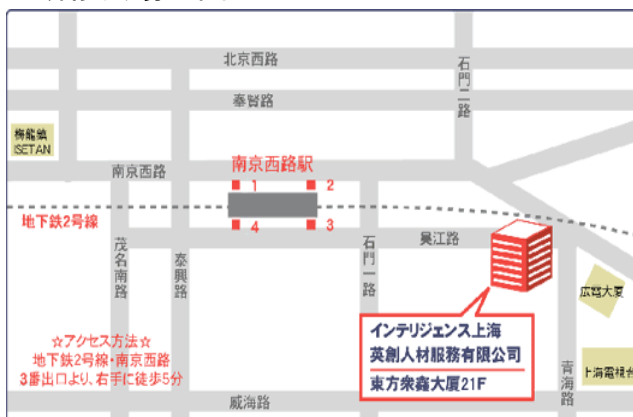 北京西路
石門二路
奉賢路
梅龍鎮
ISETAN
南京西路
南京西路駅
1
2
4
3
地下鉄2号線
茂名南路
泰興路
石門一路
呉江路
広電大厦
インテリジェンス上海
英創人材服務有限公司
東方衆鑫大厦21F
青海路
上海電視台
☆アクセス方法☆
地下鉄2号線・南京西路
3番出口より、右手に徒歩5分
威海路